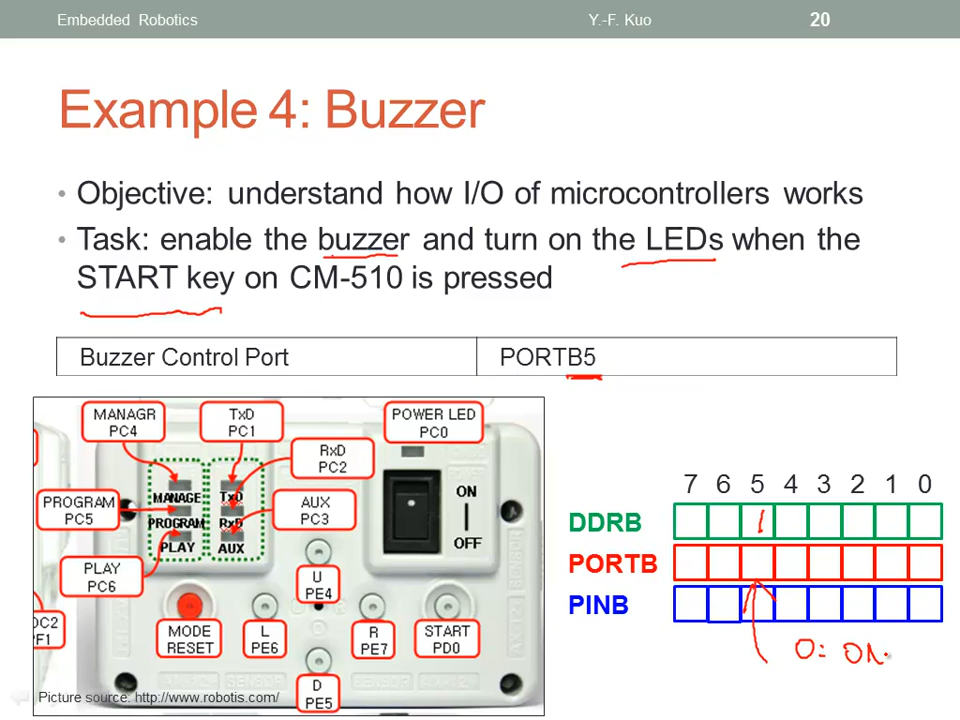 Embedded Robotics
Y.-F. Kuo
20
Example 4: Buzzer
• Objective: understand how I/O of microcontrollers works
• Task: enable the buzzer and turn on the LEDs when the
START key on CM-510 is pressed
Buzzer Control Port
PORTB5
MANAGR
PC4
TxD
PC1
POWER LED
PC0
RxD
PC2
PROGRAM
PC5
AUX
PC3
MANAGE
TxD
PROGRAM
RxD
PLAY
AUX
ON
OFF
PLAY
PC6
U
PE4
MODE
RESET
L
PE6
R
PE7
START
PD0
D
PE5
PF1
Picture source: http://www.robotis.com/
7 6 5 4 3 2 1 0
DDRB
1
PORTB
PINB
0: ON.